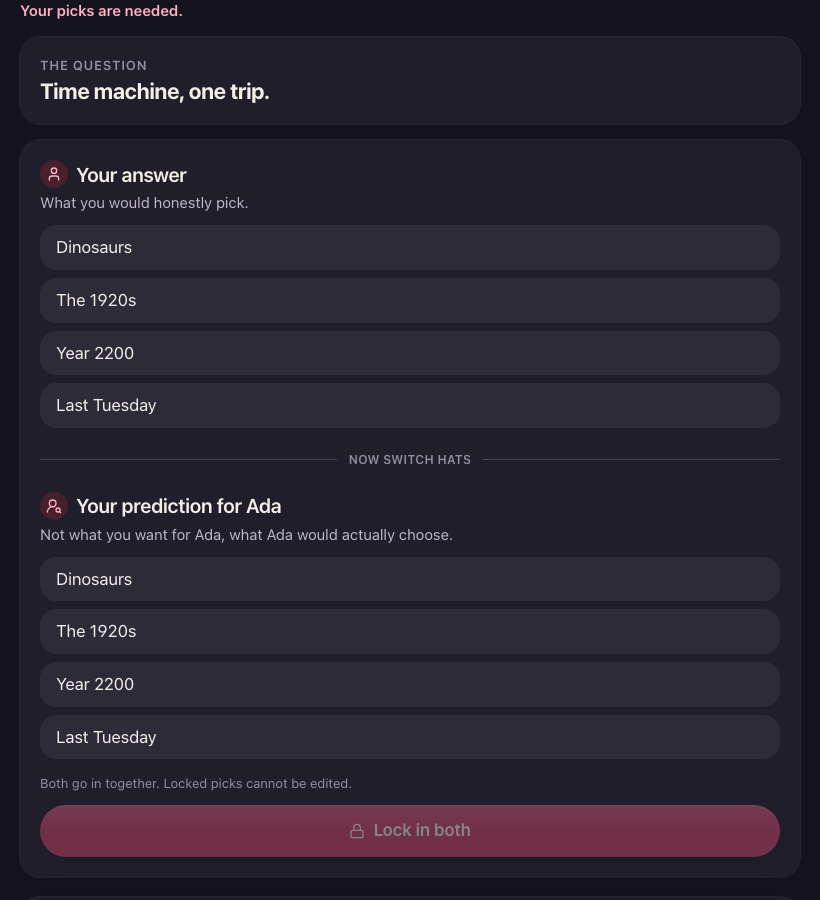 Your picks are needed.
THE QUESTION
Time machine, one trip.
Your answer
What you would honestly pick.
Dinosaurs
The 1920s
Year 2200
Last Tuesday
NOW SWITCH HATS
Your prediction for Ada
Not what you want for Ada, what Ada would actually choose.
Dinosaurs
The 1920s
Year 2200
Last Tuesday
Both go in together. Locked picks cannot be edited.
Lock in both